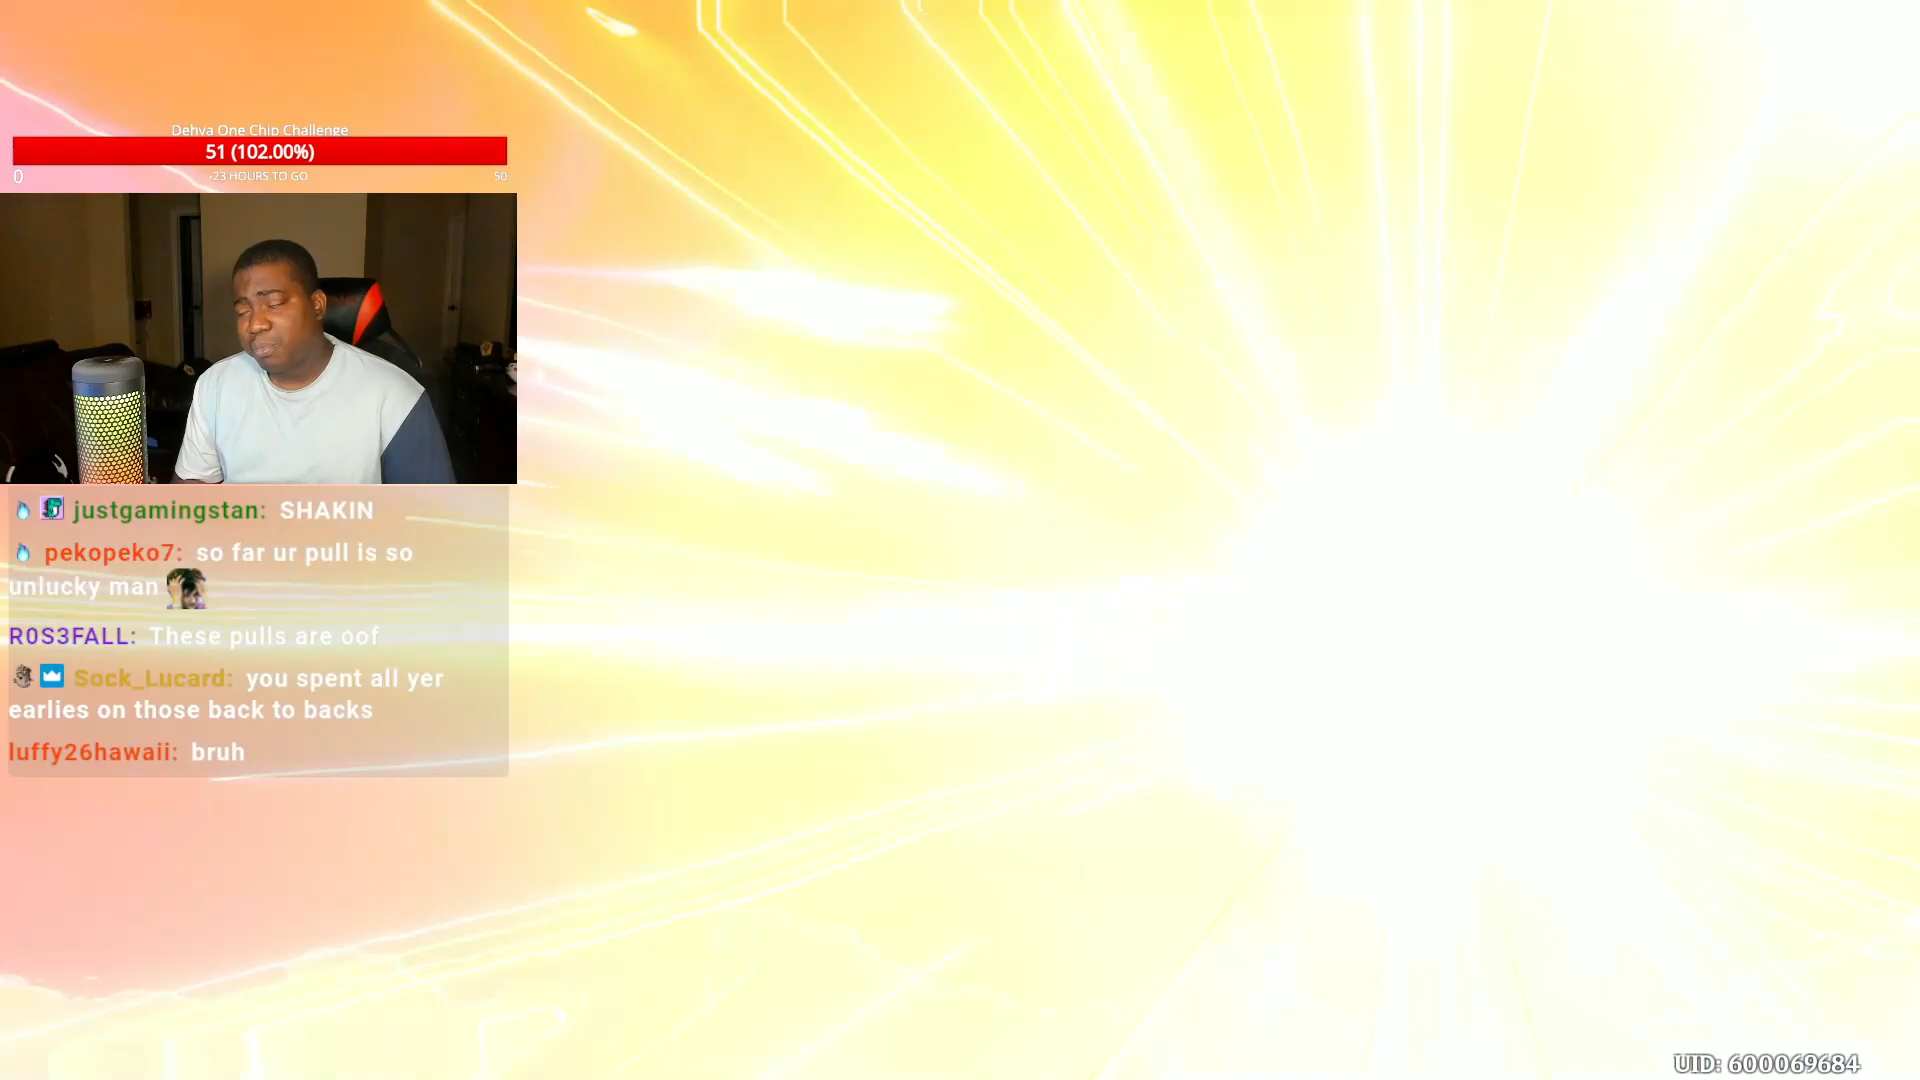 Dehya One Chip Challenge
51 (102.00%)
0
-23 HOURS TO GO
50
justgamingstan: SHAKIN
pekopeko7: so far ur pull is so
unlucky man
R0S3FALL: These pulls are oof
Sock_Lucard: you spent all yer
earlies on those back to backs
luffy26hawaii: bruh
UID: 600069684